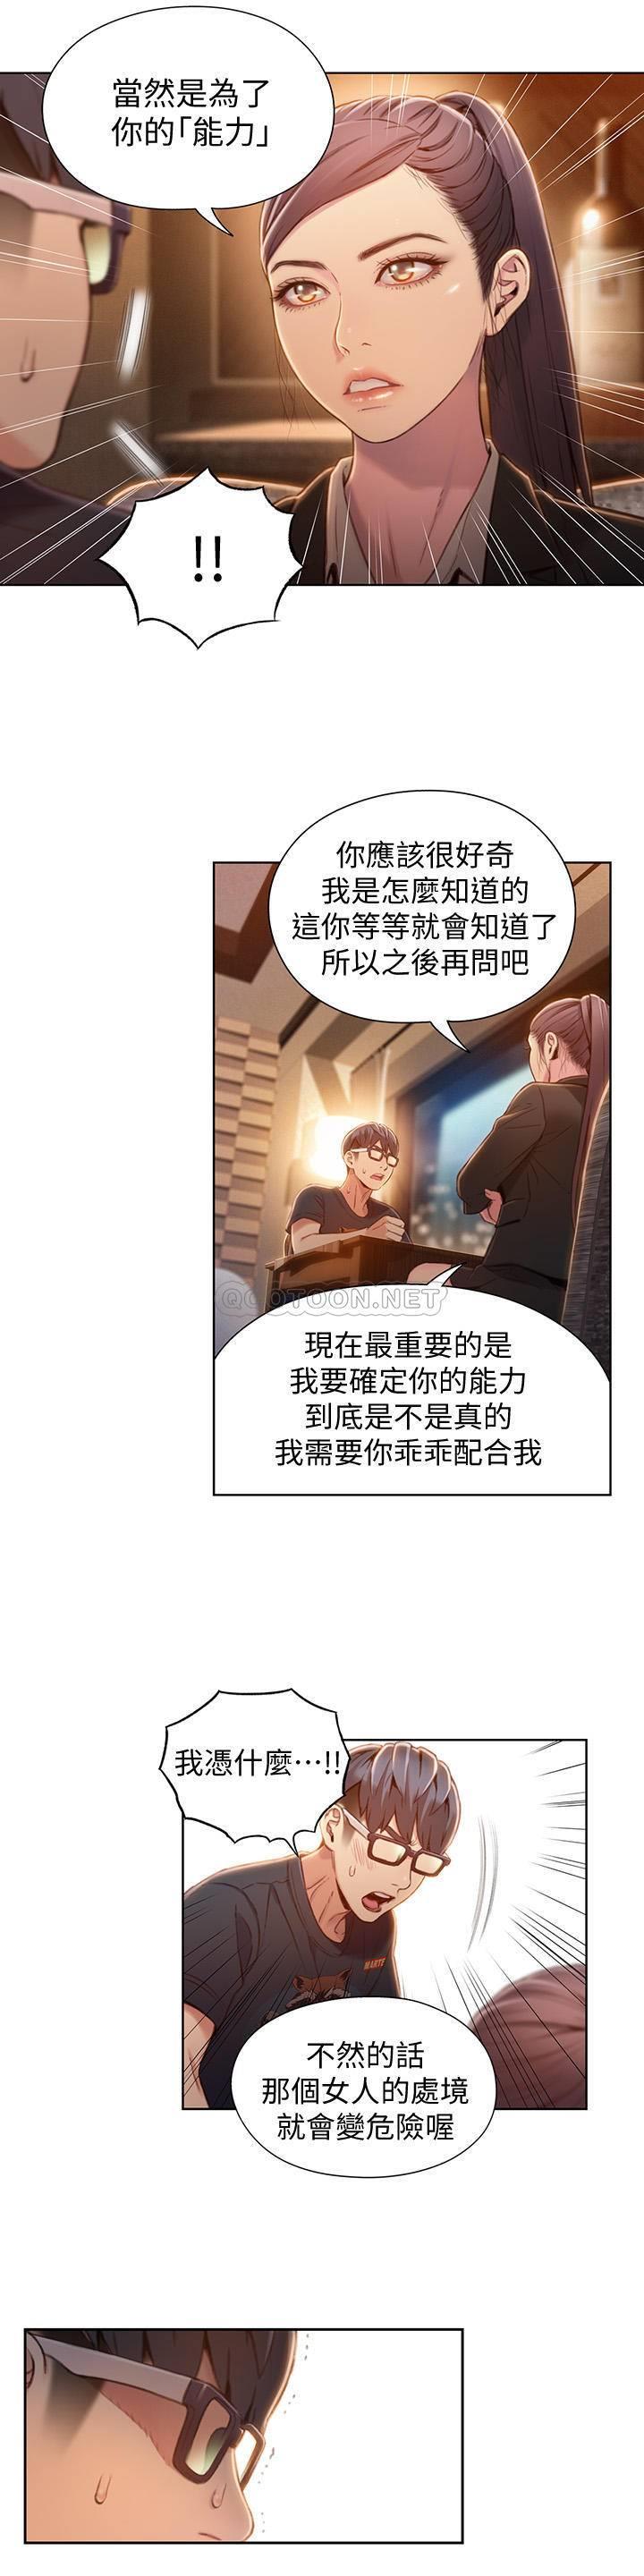 當然是為了
你的「能力」
!!
你應該很好奇
我是怎麼知道的
這你等等就會知道了
所以之後再問吧
TOON.NET
現在最重要的是
我要確定你的能力
到底是不是真的
我需要你乖乖配合我
我憑什麼…!!
MARTE
不然的話
那個女人的處境
就會變危險喔